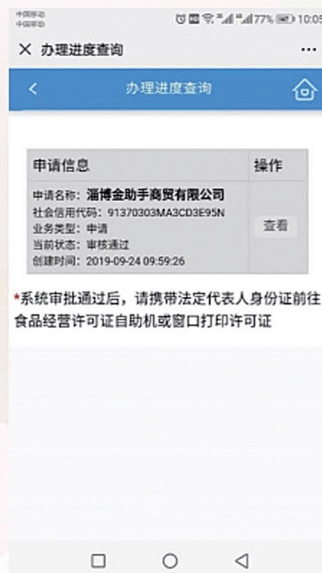 中国移动
中国移动
77% 10:05
办理进度查询
办理进度查询
申请信息 操作
申请名称：淄博金助手商贸有限公司
社会信用代码：91370303MA3CD3E95N
业务类型：申请
当前状态：审核通过
创建时间：2019-09-24 09:59:26
查看
*系统审批通过后，请携带法定代表人身份证前往
食品经营许可证自助机或窗口打印许可证